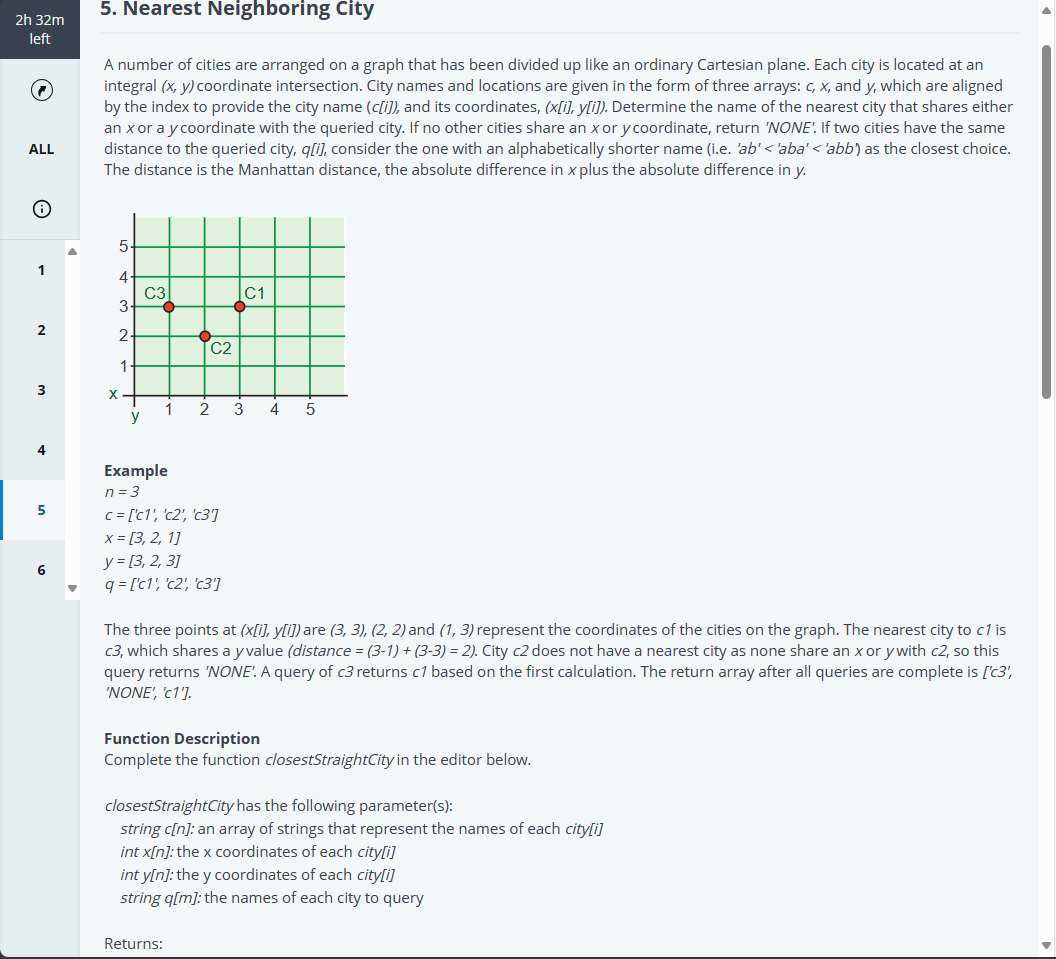 2h 32m
left
ALL
1
2
3
4
5
6
5. Nearest Neighboring City
A number of cities are arranged on a graph that has been divided up like an ordinary Cartesian plane. Each city is located at an
integral (x, y) coordinate intersection. City names and locations are given in the form of three arrays: c, x, and y, which are aligned
by the index to provide the city name (c[i]), and its coordinates, (x[i], y[i]). Determine the name of the nearest city that shares either
an x or a y coordinate with the queried city. If no other cities share an x or y coordinate, return 'NONE'. If two cities have the same
distance to the queried city, q[i], consider the one with an alphabetically shorter name (i.e. 'ab' < 'aba' < 'abb') as the closest choice.
The distance is the Manhattan distance, the absolute difference in x plus the absolute difference in y.
5
4
C3 C1
3
2
C2
1
x
y 1 2 3 4 5
Example
n = 3
c = ['c1', 'c2', 'c3']
x = [3, 2, 1]
y = [3, 2, 3]
q = ['c1', 'c2', 'c3']
The three points at (x[i], y[i]) are (3, 3), (2, 2) and (1, 3) represent the coordinates of the cities on the graph. The nearest city to c1 is
c3, which shares a y value (distance = (3-1) + (3-3) = 2). City c2 does not have a nearest city as none share an x or y with c2, so this
query returns 'NONE'. A query of c3 returns c1 based on the first calculation. The return array after all queries are complete is ['c3',
'NONE', 'c1'].
Function Description
Complete the function closestStraightCity in the editor below.
closestStraightCity has the following parameter(s):
string c[n]: an array of strings that represent the names of each city[i]
int x[n]: the x coordinates of each city[i]
int y[n]: the y coordinates of each city[i]
string q[m]: the names of each city to query
Returns: